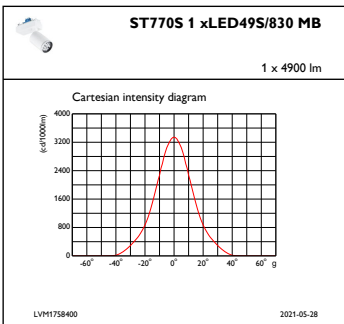 ST770S 1 xLED49S/830 MB
1 x 4900 lm
Cartesian intensity diagram
(cd/1000lm)
4000
3200
2400
1600
800
0
-60° -40° -20° 0° 20° 40° 60° g
LVM1758400 2021-05-28